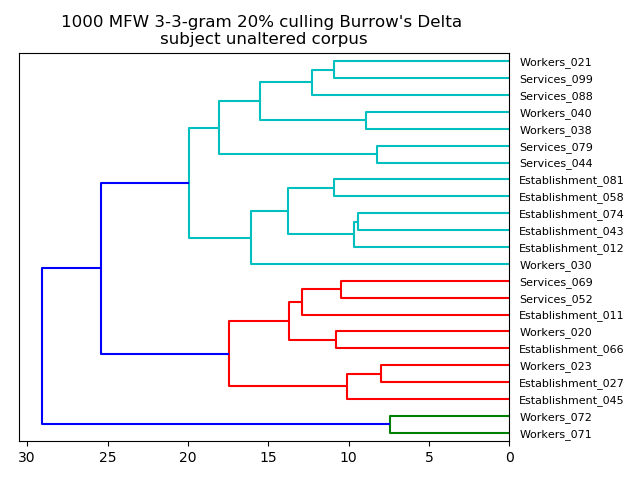 1000 MFW 3-3-gram 20% culling Burrow's Delta
subject unaltered corpus
Workers_021
Services_099
Services_088
Workers_040
Workers_038
Services_079
Services_044
Establishment_081
Establishment_058
Establishment_074
Establishment_043
Establishment_012
Workers_030
Services_069
Services_052
Establishment_011
Workers_020
Establishment_066
Workers_023
Establishment_027
Establishment_045
Workers_072
Workers_071
30 25 20 15 10 5 0